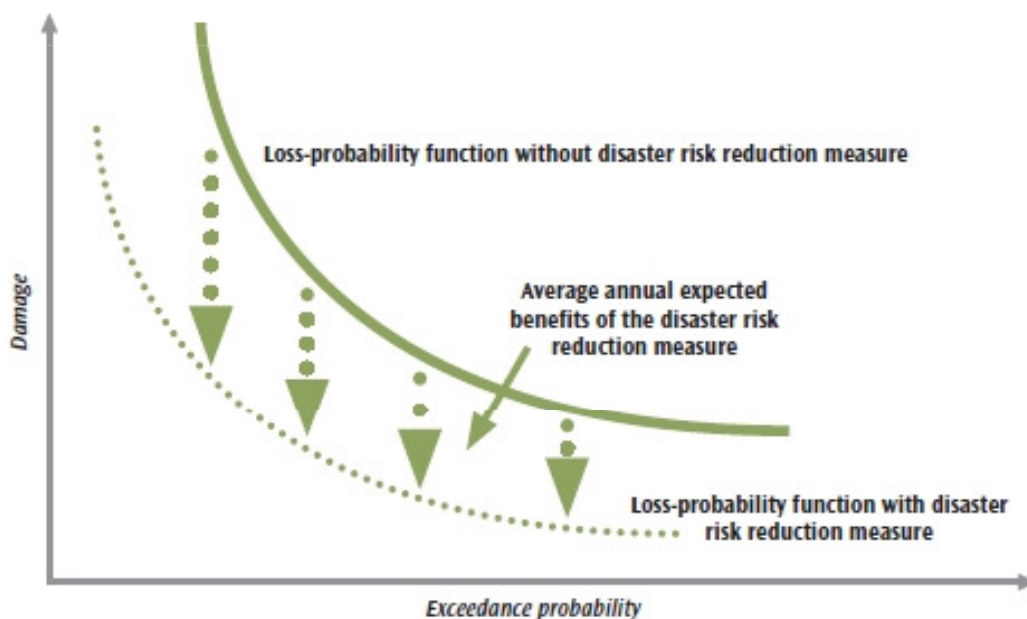 Loss-probability function without disaster risk reduction measure
Average annual expected
benefits of the disaster risk
reduction measure
Damage
Loss-probability function with disaster
risk reduction measure
Exceedance probability